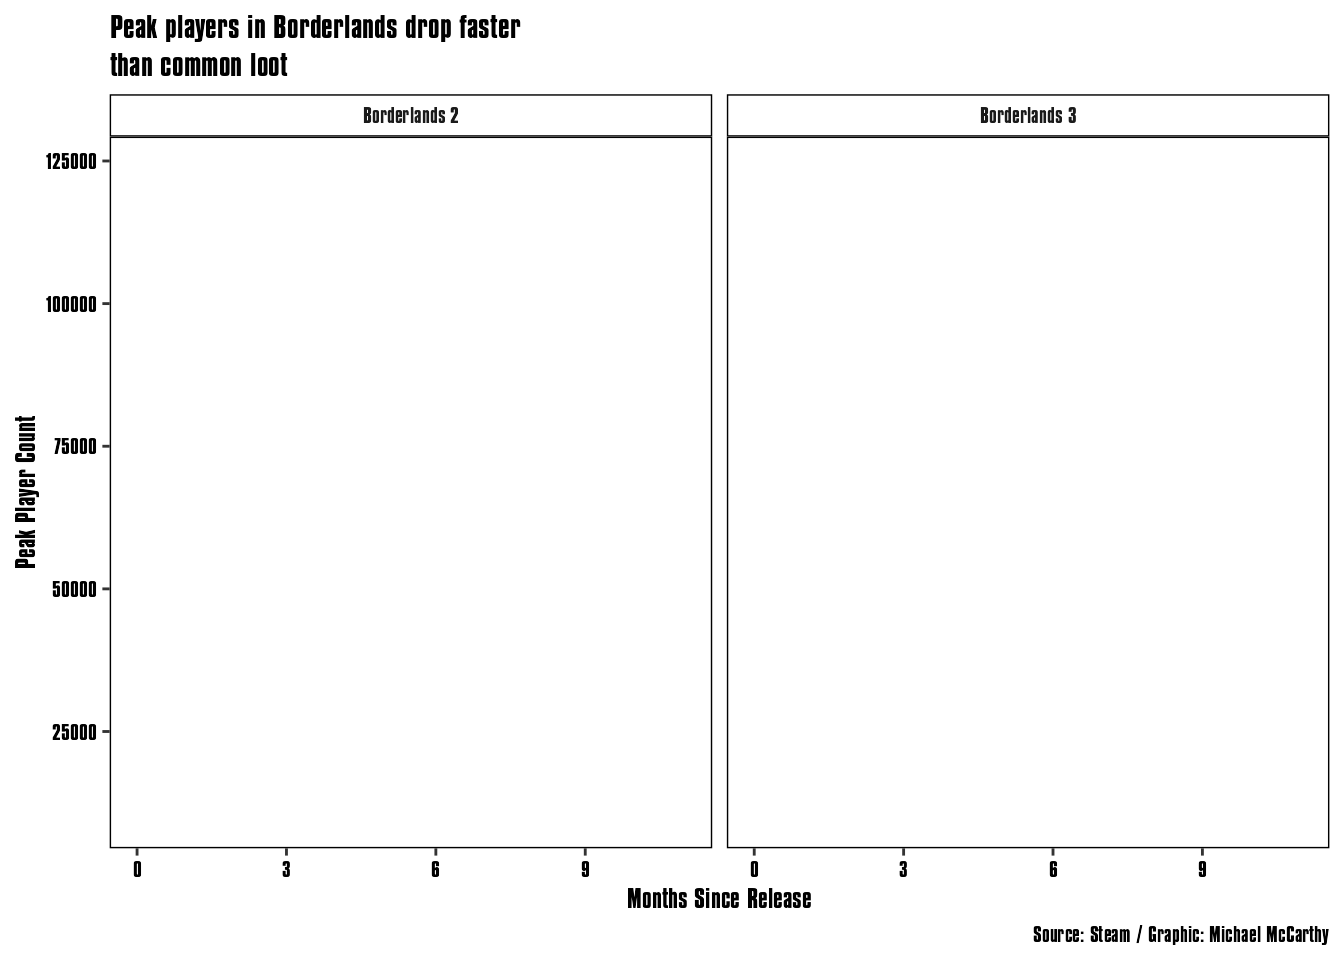 Peak players in Borderlands drop faster
than common loot
Borderlands 2
Borderlands 3
125000
100000
75000
50000
25000
Peak Player Count
0 3 6 9
0 3 6 9
Months Since Release
Source: Steam / Graphic: Michael McCarthy